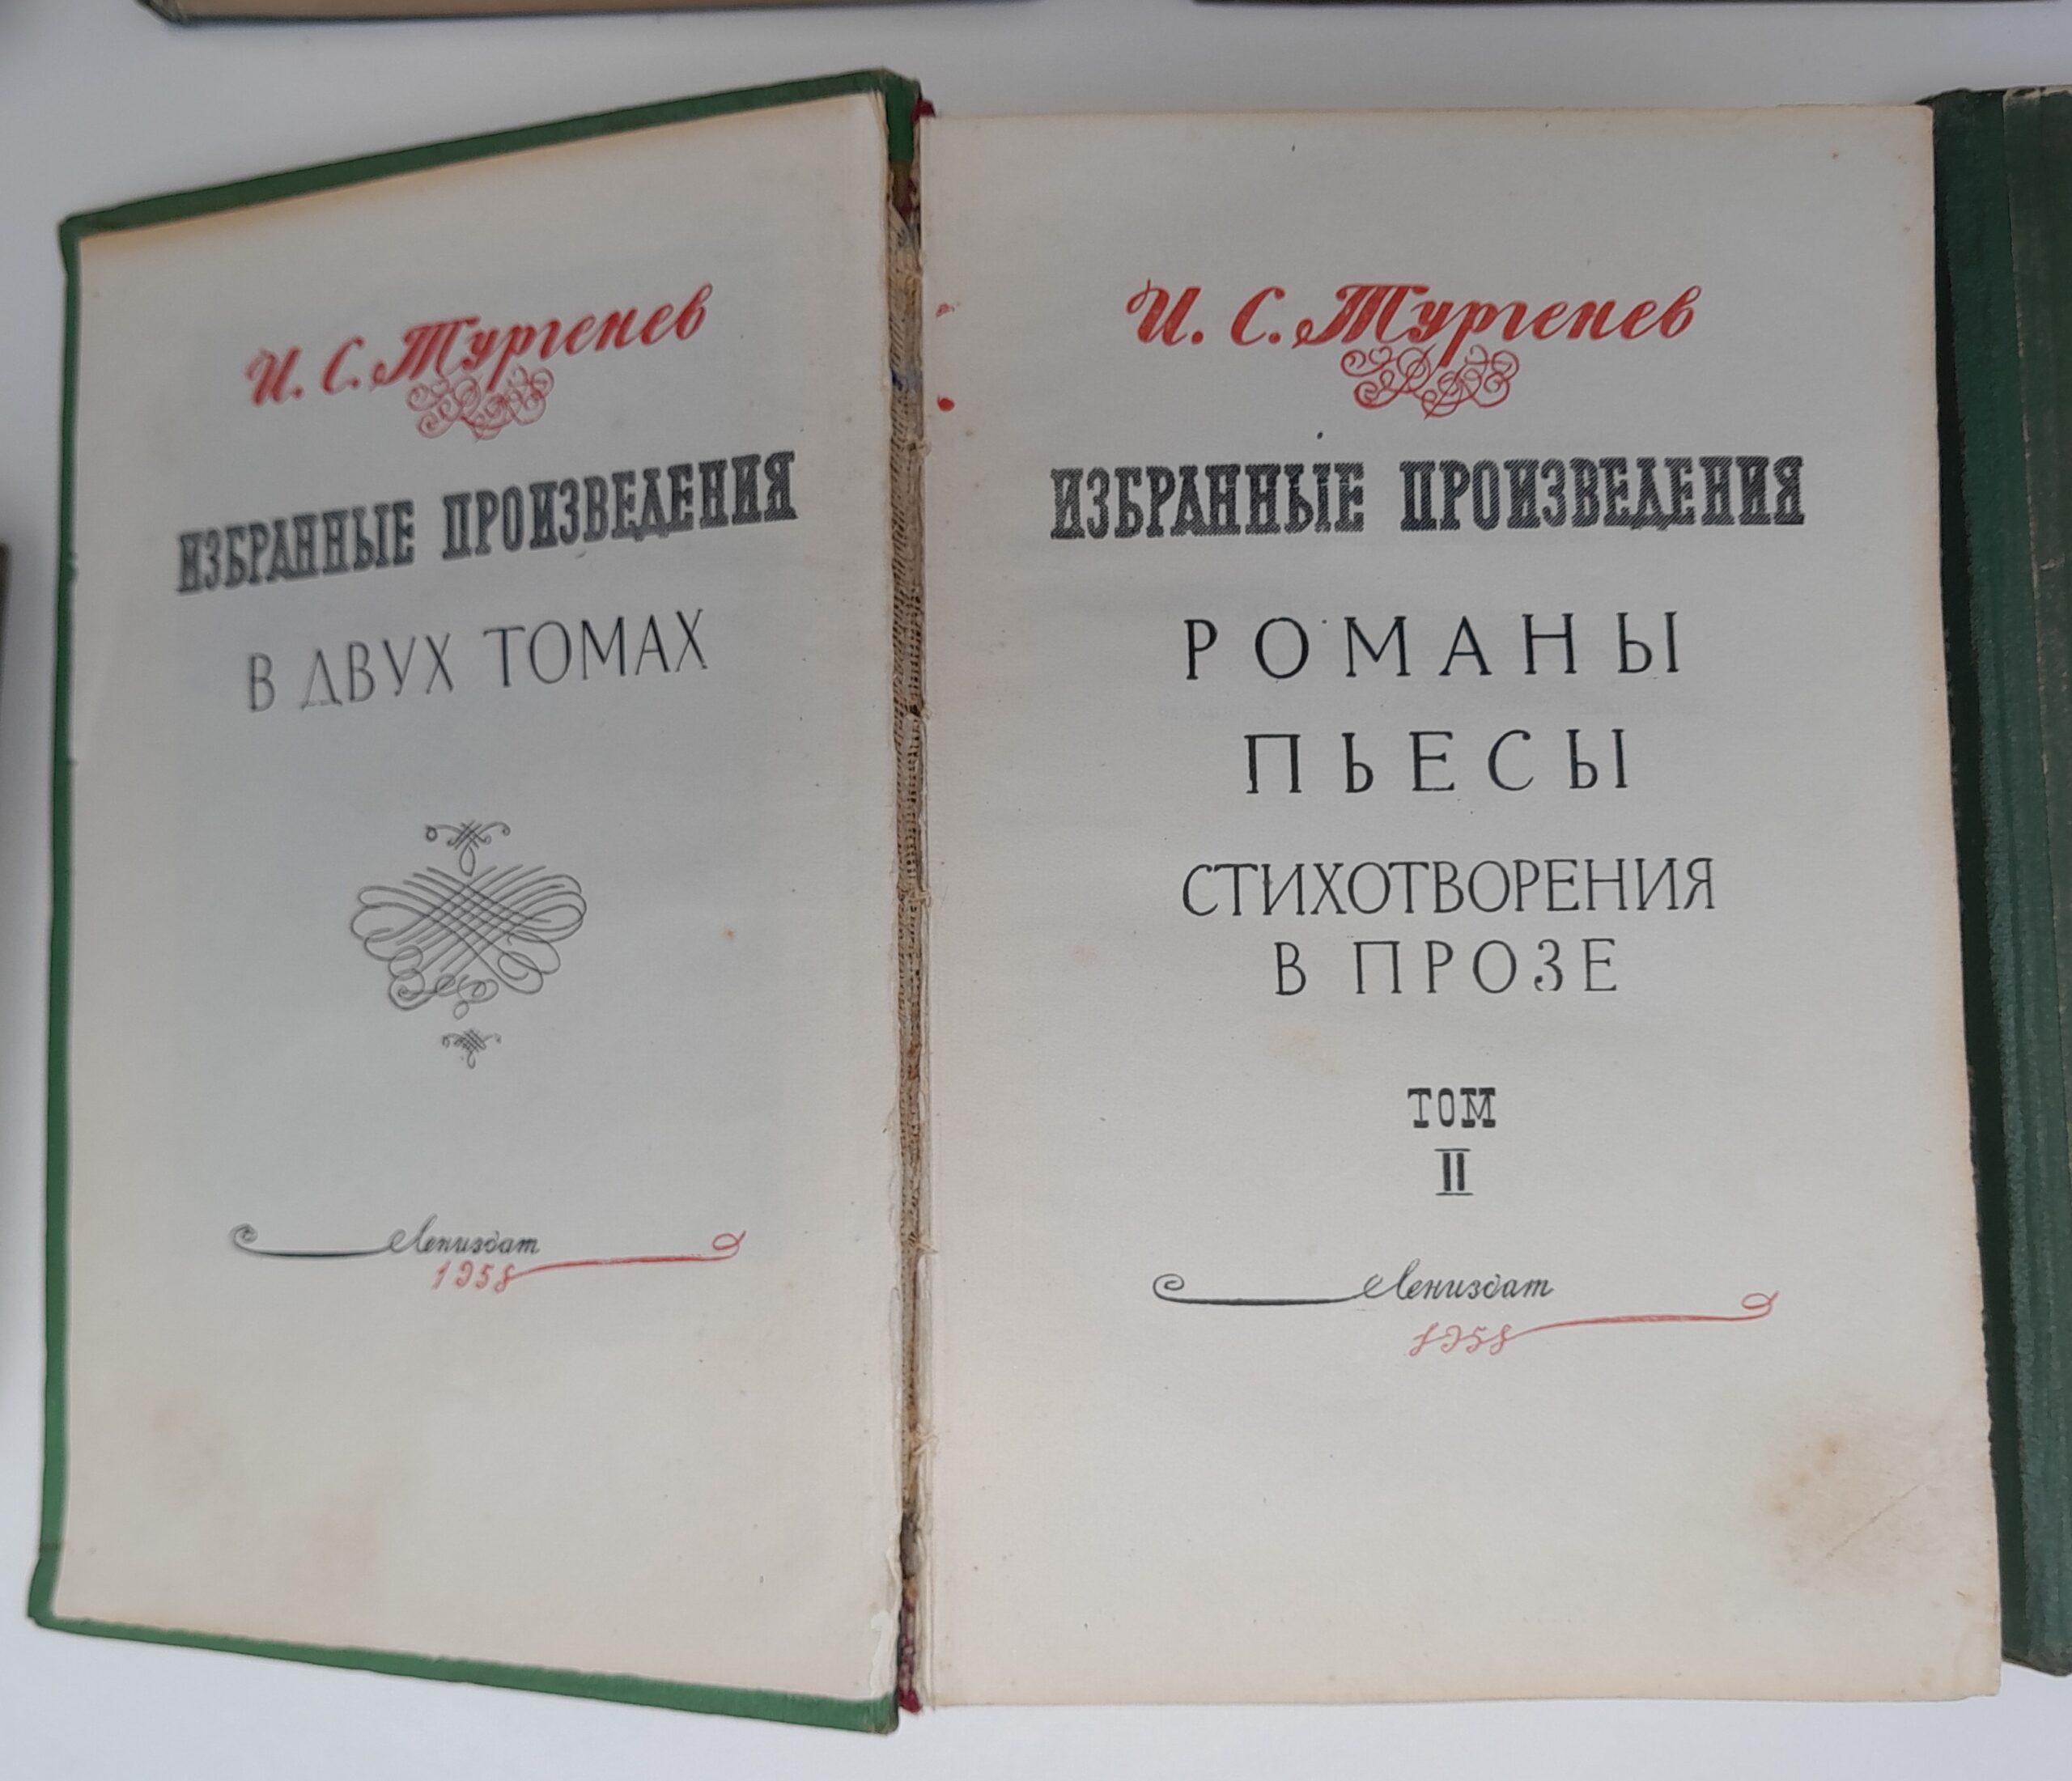 И. С. Тургенев
ИЗБРАННЫЕ ПРОИЗВЕДЕНИЯ
В ДВУХ ТОМАХ
Лениздат
1958
И. С. Тургенев
ИЗБРАННЫЕ ПРОИЗВЕДЕНИЯ
РОМАНЫ
ПЬЕСЫ
СТИХОТВОРЕНИЯ
В ПРОЗЕ
ТОМ
II
Лениздат
1958